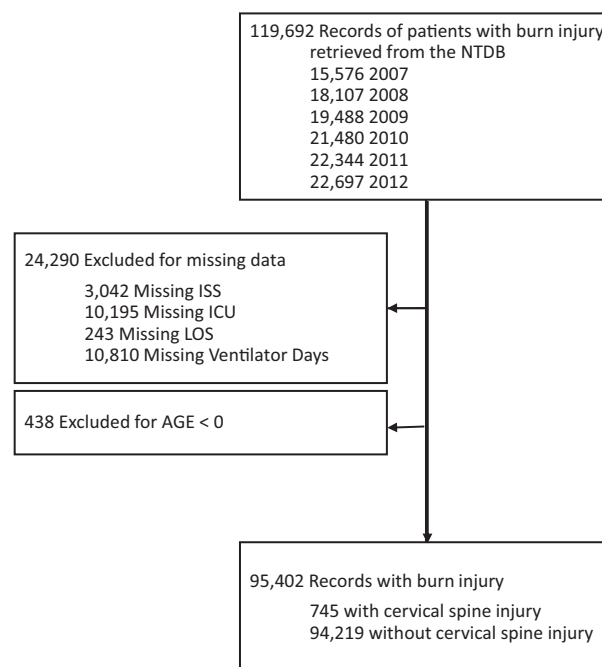 119,692 Records of patients with burn injury
retrieved from the NTDB
15,576 2007
18,107 2008
19,488 2009
21,480 2010
22,344 2011
22,697 2012
24,290 Excluded for missing data
3,042 Missing ISS
10,195 Missing ICU
243 Missing LOS
10,810 Missing Ventilator Days
438 Excluded for AGE < 0
95,402 Records with burn injury
745 with cervical spine injury
94,219 without cervical spine injury